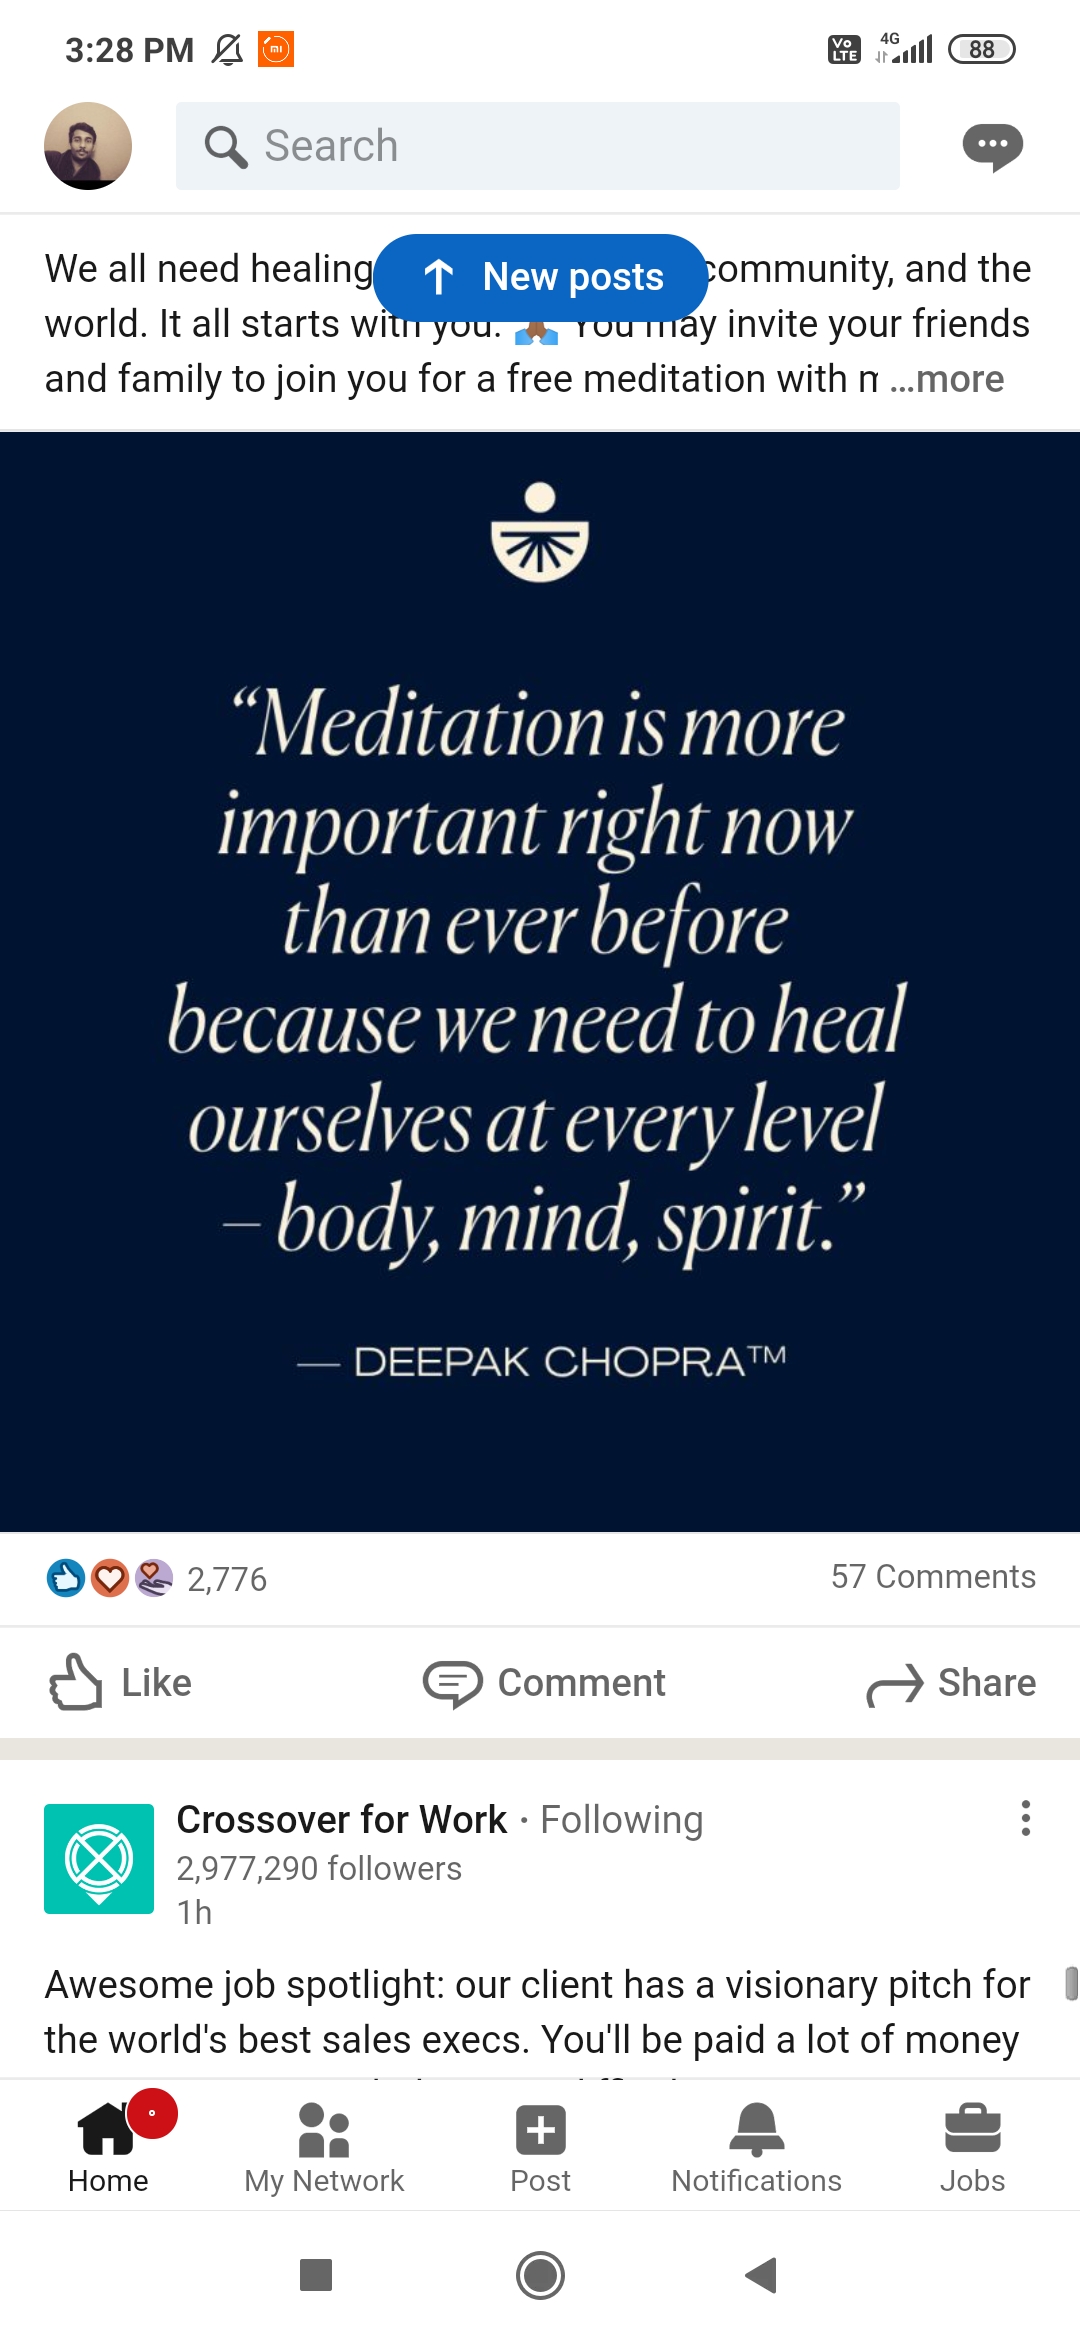 3:28 PM
Vo LTE 4G 88
Search
We all need healing community, and the
New posts
world. It all starts with you. You may invite your friends
and family to join you for a free meditation with m ...more
“Meditation is more
important right now
than ever before
because we need to heal
ourselves at every level
– body, mind, spirit.”
— DEEPAK CHOPRA™
2,776
57 Comments
Like Comment Share
Crossover for Work • Following
2,977,290 followers
1h
Awesome job spotlight: our client has a visionary pitch for
the world's best sales execs. You'll be paid a lot of money
Home My Network Post Notifications Jobs